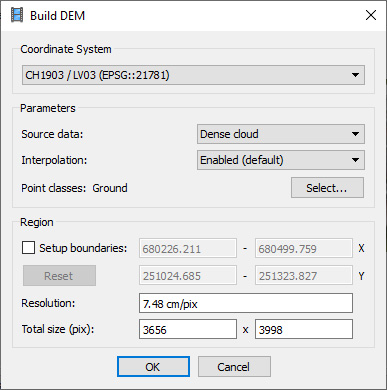 Build DEM
Coordinate System
CH1903 / LV03 (EPSG::21781)
Parameters
Source data: Dense cloud
Interpolation: Enabled (default)
Point classes: Ground Select...
Region
Setup boundaries: 680226.211 - 680499.759 X
Reset 251024.685 - 251323.827 Y
Resolution: 7.48 cm/pix
Total size (pix): 3656 x 3998
OK Cancel